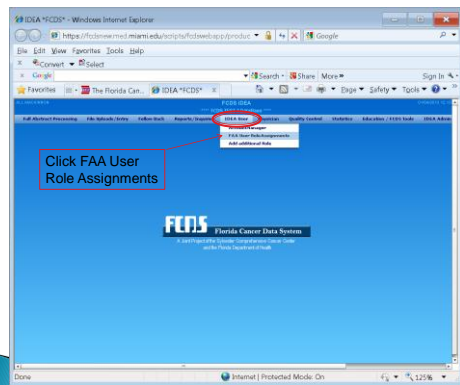 IDEA *FCDS* - Windows Internet Explorer
https://fcdsnew.med.miami.edu/scripts/fcdswebapp/produc
Google
File Edit View Favorites Tools Help
x Convert Select
x Google Search Share More » Sign In
Favorites The Florida Can... IDEA *FCDS* x Page Safety Tools
FCDS IDEA
Full Abstract Processing File Uploads/Entry Follow Back Reports/Inquiries IDEA User Quality Control Statistics Education / FCDS tools IDEA Admin
Account Manager
FAA User Role Assignments
Add additional Role
Click FAA User
Role Assignments
FCDS Florida Cancer Data System
A Joint Project of the Sylvester Comprehensive Cancer Center
and the Florida Department of Health
Done Internet | Protected Mode: On 125%